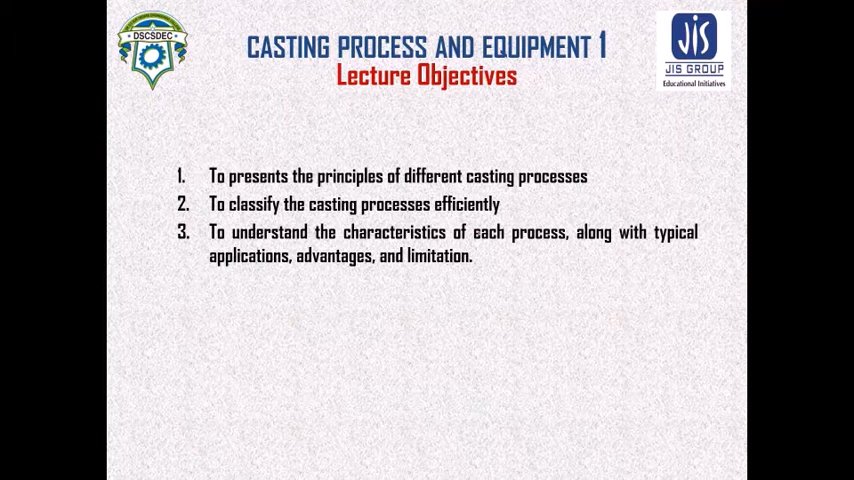 DSCSDEC
CASTING PROCESS AND EQUIPMENT 1
Lecture Objectives
JIS
JIS GROUP
Educational Initiatives
1. To presents the principles of different casting processes
2. To classify the casting processes efficiently
3. To understand the characteristics of each process, along with typical
applications, advantages, and limitation.